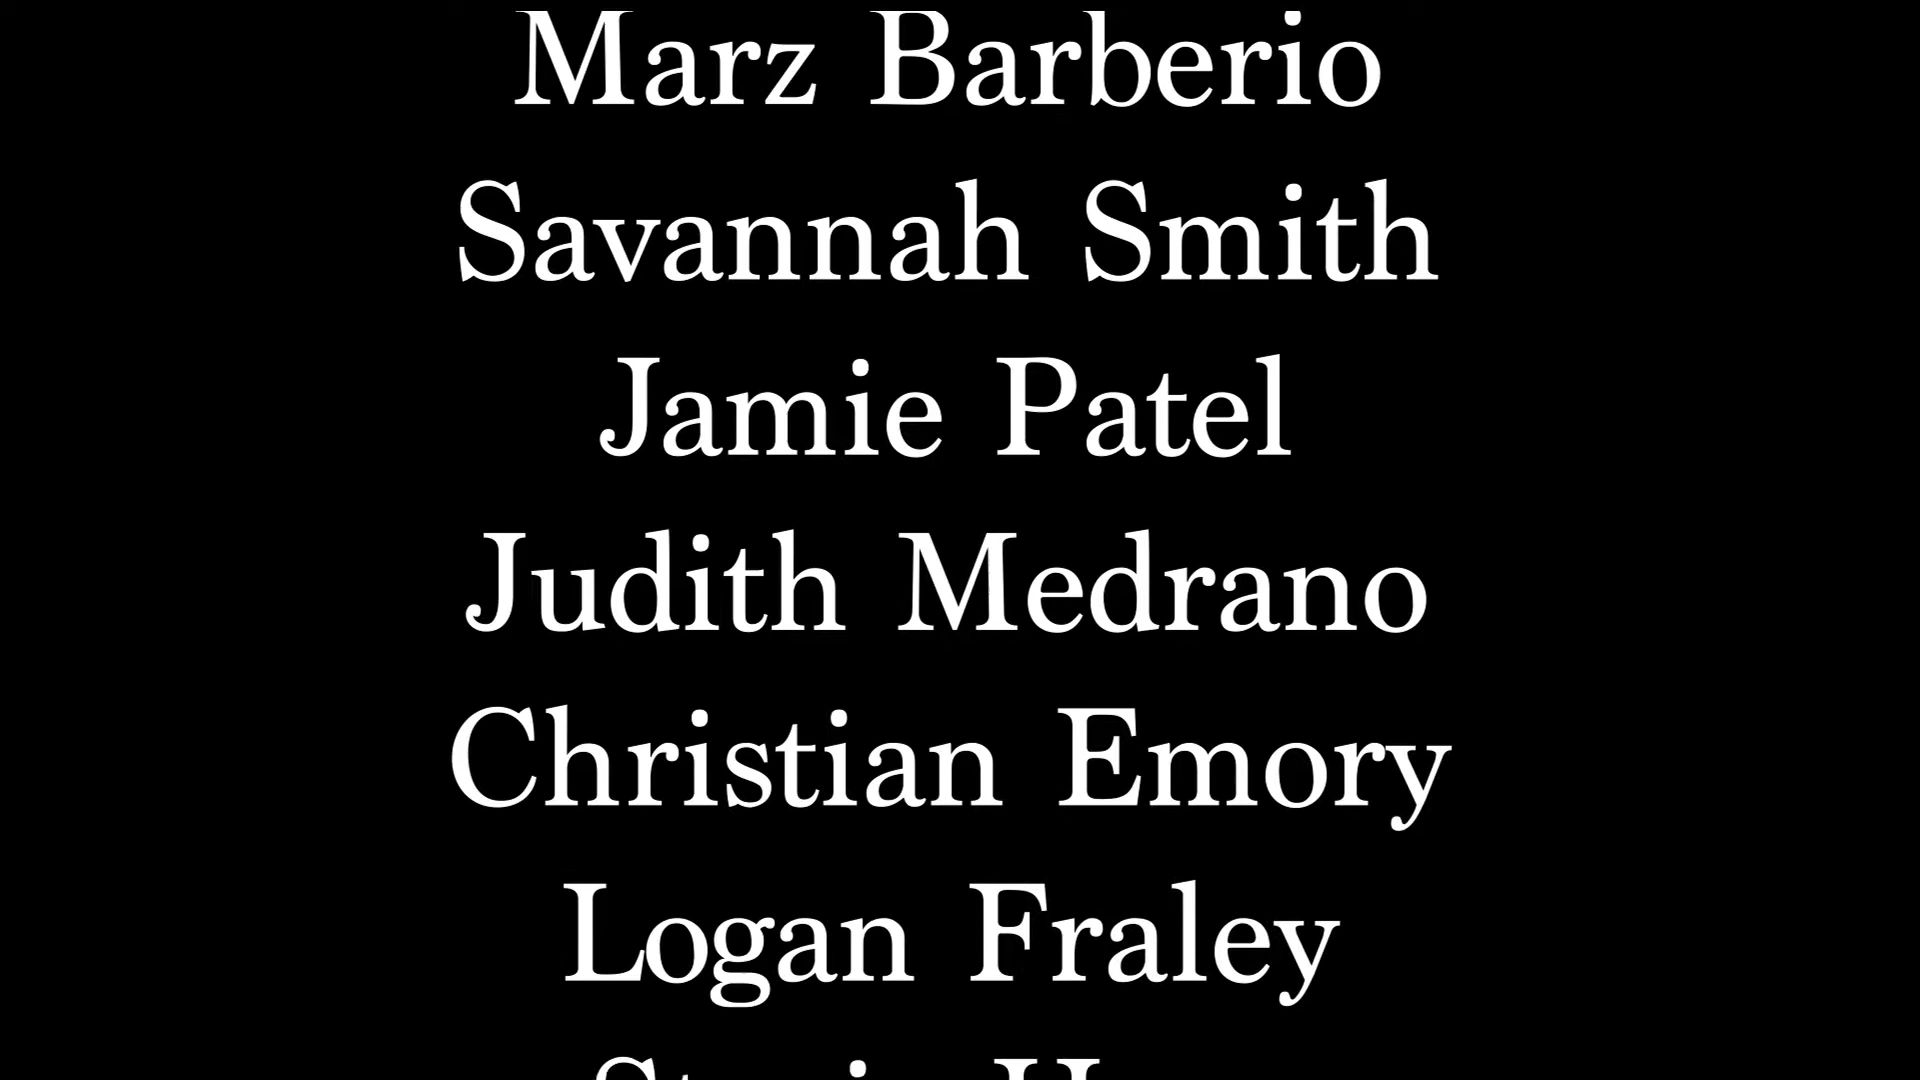 Marz Barberio
Savannah Smith
Jamie Patel
Judith Medrano
Christian Emory
Logan Fraley